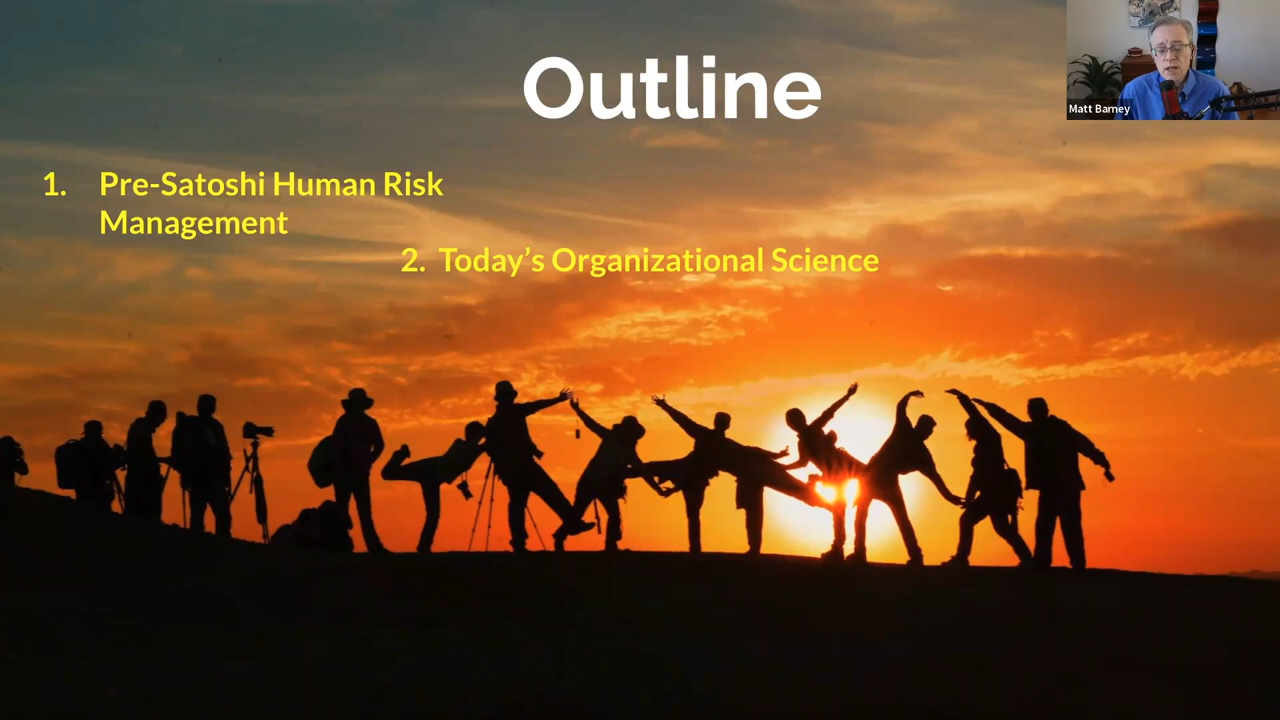 Outline
Matt Barney
1. Pre-Satoshi Human Risk
Management
2. Today’s Organizational Science